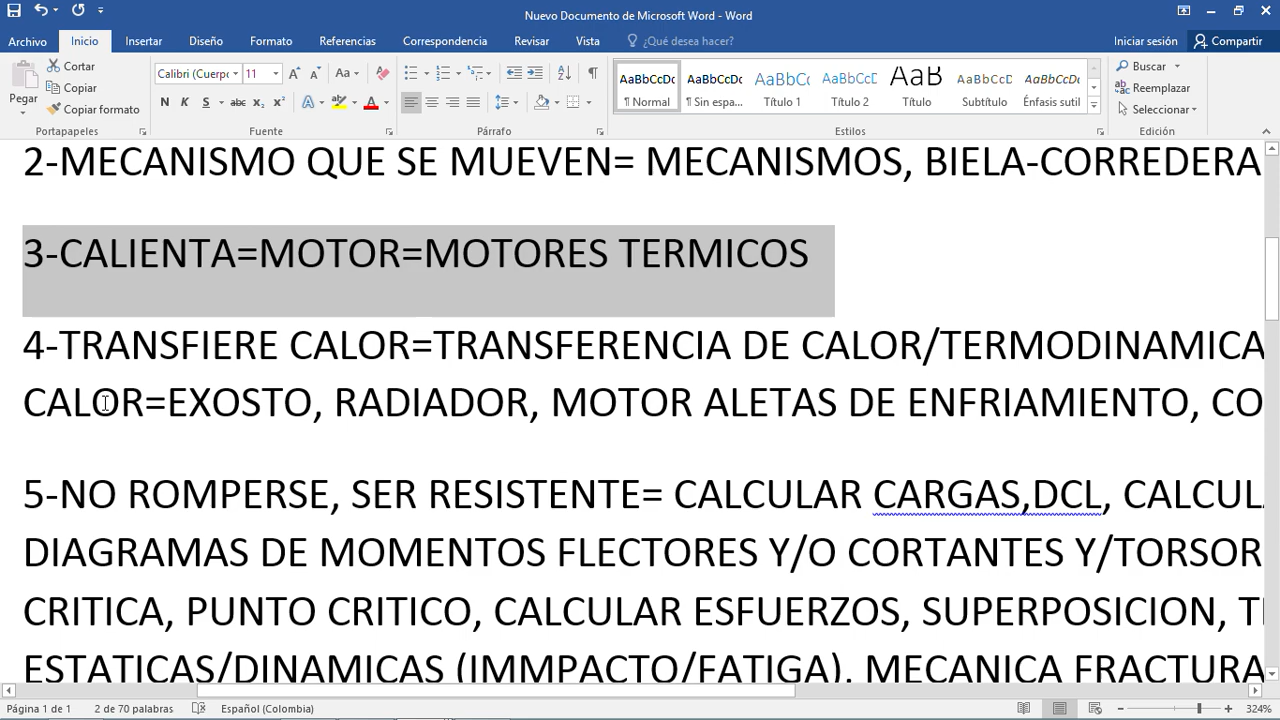 Nuevo Documento de Microsoft Word - Word
Archivo Inicio Insertar Diseño Formato Referencias Correspondencia Revisar Vista ¿Qué desea hacer? Iniciar sesión Compartir
Pegar
Cortar
Copiar
Copiar formato
Portapapeles
Calibri (Cuerpo 11
Fuente
Párrafo
AaBbCcDc AaBbCcDc AaBbCcI AaBbCcC AaB AaBbCcD AaBbCcDc
¶ Normal ¶ Sin espa... Título 1 Título 2 Título Subtítulo Énfasis sutil
Estilos
Buscar
Reemplazar
Seleccionar
Edición
2-MECANISMO QUE SE MUEVEN= MECANISMOS, BIELA-CORREDERA
3-CALIENTA=MOTOR=MOTORES TERMICOS
4-TRANSFIERE CALOR=TRANSFERENCIA DE CALOR/TERMODINAMICA
CALOR=EXOSTO, RADIADOR, MOTOR ALETAS DE ENFRIAMIENTO, CO
5-NO ROMPERSE, SER RESISTENTE= CALCULAR CARGAS,DCL, CALCULA
DIAGRAMAS DE MOMENTOS FLECTORES Y/O CORTANTES Y/TORSOR
CRITICA, PUNTO CRITICO, CALCULAR ESFUERZOS, SUPERPOSICION, TE
ESTATICAS/DINAMICAS (IMMPACTO/FATIGA). MECANICA FRACTURA
Página 1 de 1 2 de 70 palabras Español (Colombia) 324%